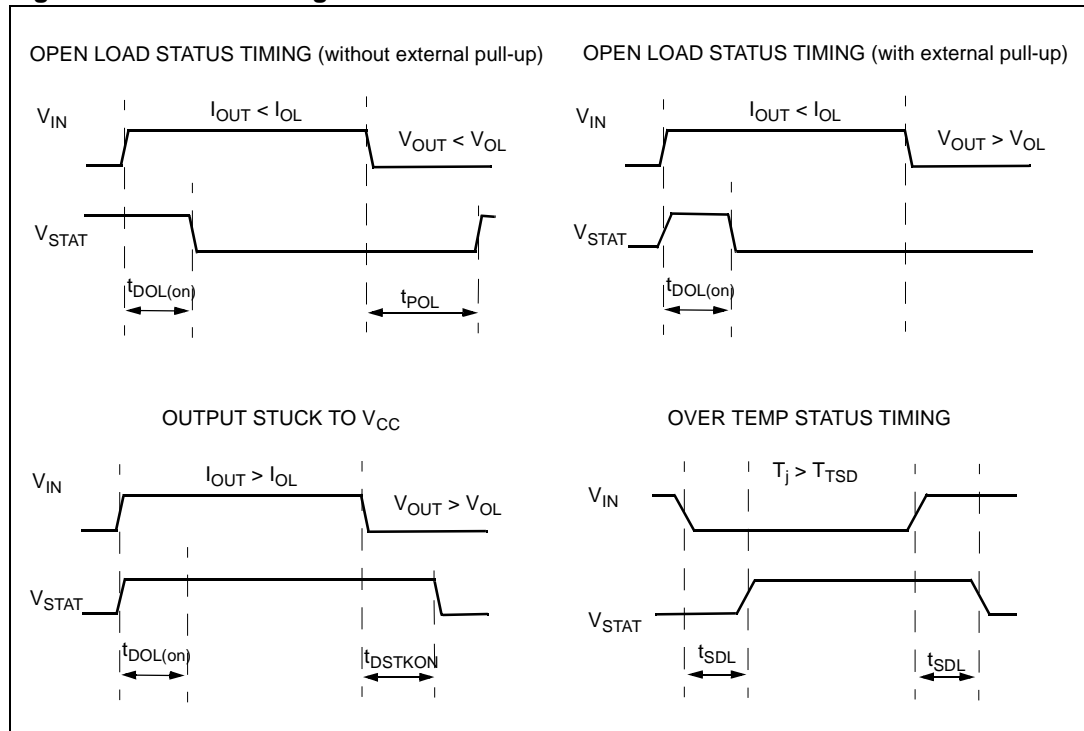 OPEN LOAD STATUS TIMING (without external pull-up)
V_IN
I_OUT < I_OL
V_OUT < V_OL
V_STAT
t_DOL(on)
t_POL
OPEN LOAD STATUS TIMING (with external pull-up)
V_IN
I_OUT < I_OL
V_OUT > V_OL
V_STAT
t_DOL(on)
OUTPUT STUCK TO V_CC
V_IN
I_OUT > I_OL
V_OUT > V_OL
V_STAT
t_DOL(on)
t_DSTKON
OVER TEMP STATUS TIMING
V_IN
T_j > T_TSD
V_STAT
t_SDL
t_SDL